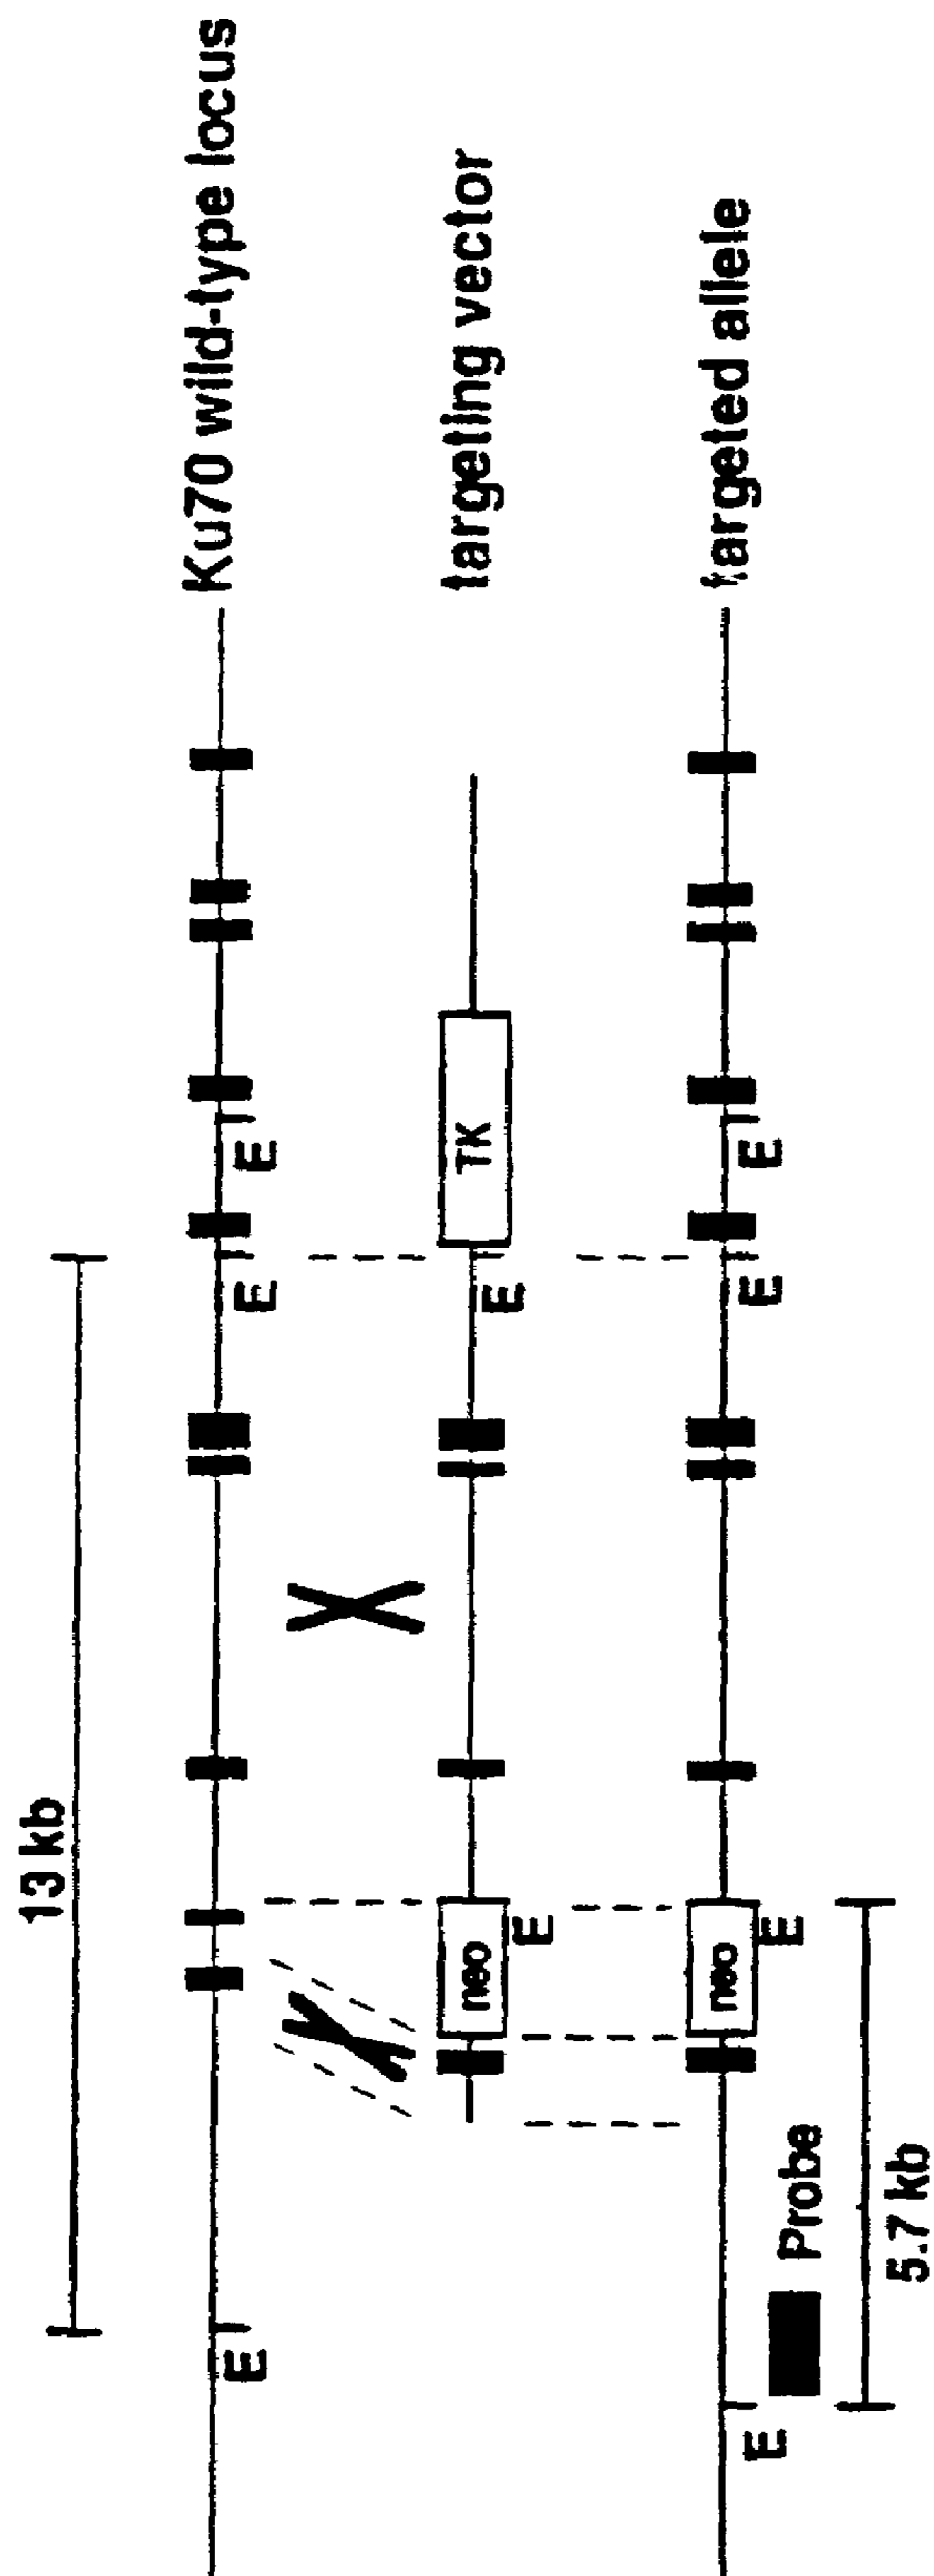 13 kb
E
E
E
Ku70 wild-type locus
neo
E
E
TK
targeting vector
E
neo
E
E
E
targeted allele
Probe
5.7 kb